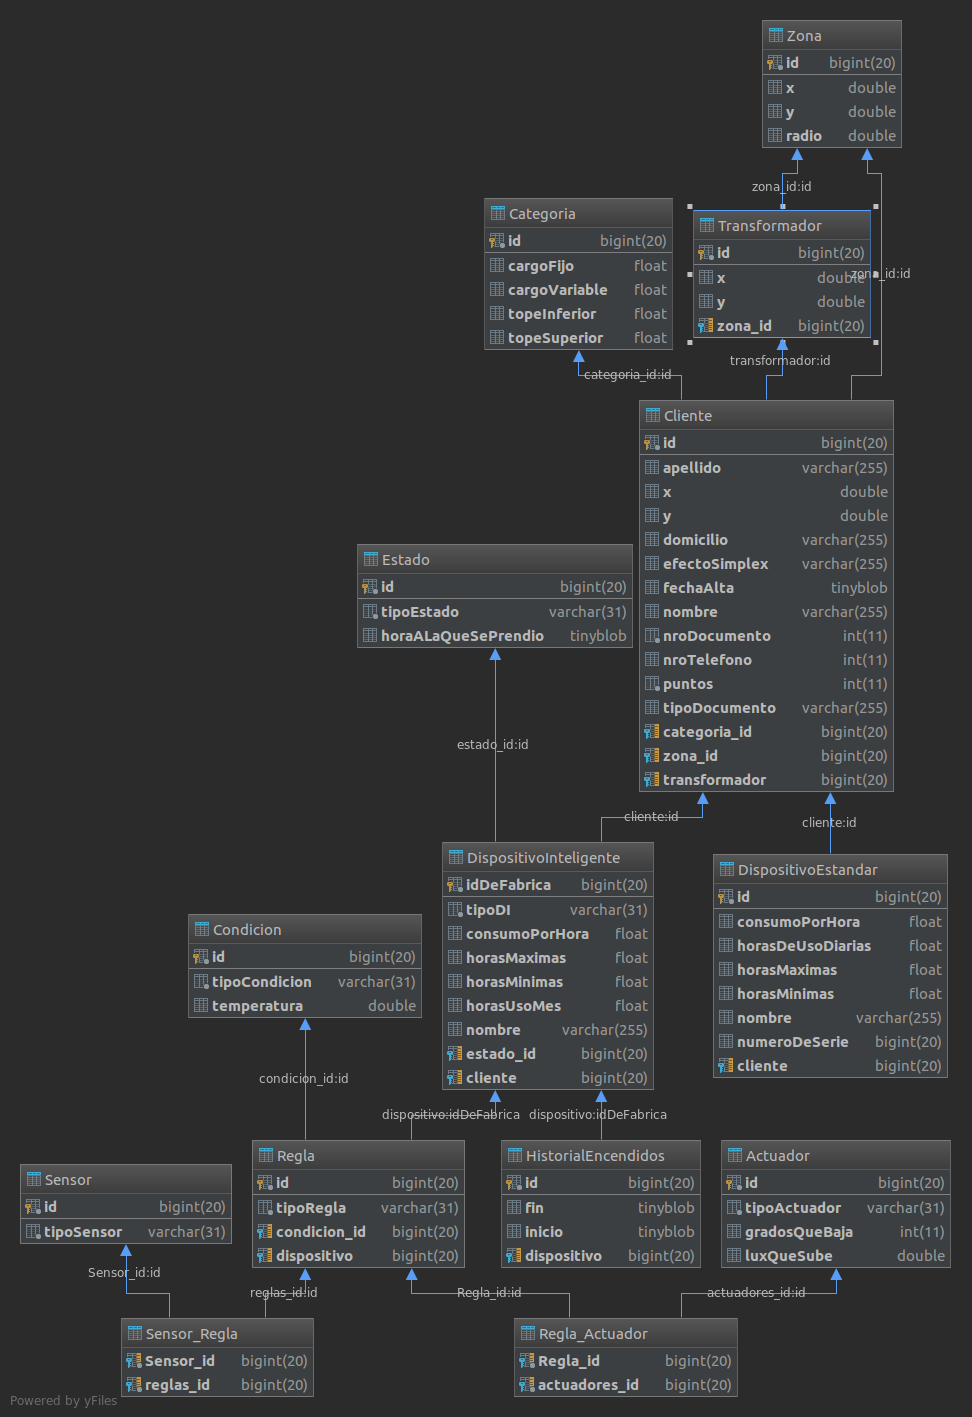 Zona
id bigint(20)
x double
y double
radio double
zona_id:id
Categoria
id bigint(20)
cargoFijo float
cargoVariable float
topeInferior float
topeSuperior float
Transformador
id bigint(20)
x double
y double
zona_id bigint(20)
zona_id:id
transformador:id
categoria_id:id
Cliente
id bigint(20)
apellido varchar(255)
x double
y double
domicilio varchar(255)
efectoSimplex varchar(255)
fechaAlta tinyblob
nombre varchar(255)
nroDocumento int(11)
nroTelefono int(11)
puntos int(11)
tipoDocumento varchar(255)
categoria_id bigint(20)
zona_id bigint(20)
transformador bigint(20)
Estado
id bigint(20)
tipoEstado varchar(31)
horaALaQueSePrendio tinyblob
estado_id:id
cliente:id
cliente:id
DispositivoInteligente
idDeFabrica bigint(20)
tipoDI varchar(31)
consumoPorHora float
horasMaximas float
horasMinimas float
horasUsoMes float
nombre varchar(255)
estado_id bigint(20)
cliente bigint(20)
DispositivoEstandar
id bigint(20)
consumoPorHora float
horasDeUsoDiarias float
horasMaximas float
horasMinimas float
nombre varchar(255)
numeroDeSerie bigint(20)
cliente bigint(20)
Condicion
id bigint(20)
tipoCondicion varchar(31)
temperatura double
condicion_id:id
dispositivo:idDeFabrica
dispositivo:idDeFabrica
Sensor
id bigint(20)
tipoSensor varchar(31)
Regla
id bigint(20)
tipoRegla varchar(31)
condicion_id bigint(20)
dispositivo bigint(20)
HistorialEncendidos
id bigint(20)
fin tinyblob
inicio tinyblob
dispositivo bigint(20)
Actuador
id bigint(20)
tipoActuador varchar(31)
gradosQueBaja int(11)
luxQueSube double
Sensor_id:id
reglas_id:id
Regla_id:id
actuadores_id:id
Sensor_Regla
Sensor_id bigint(20)
reglas_id bigint(20)
Regla_Actuador
Regla_id bigint(20)
actuadores_id bigint(20)
Powered by yFiles